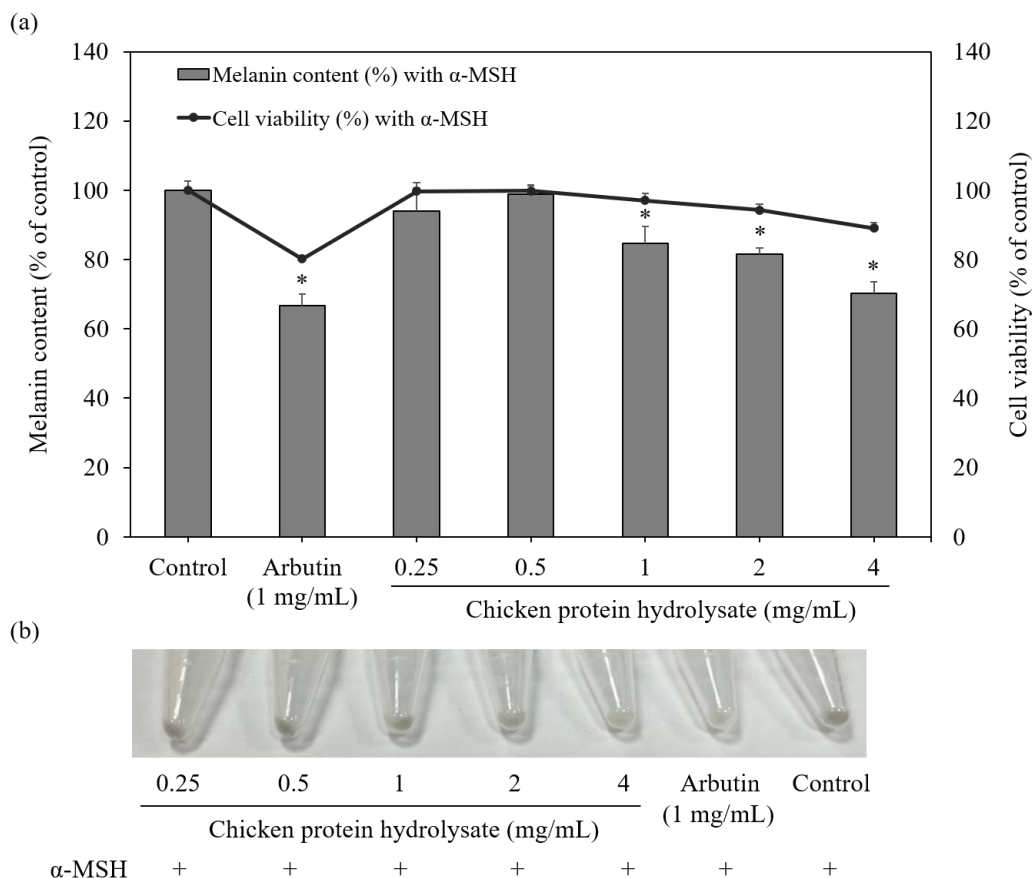 (a)
140
120
100
80
60
40
20
0
Melanin content (% of control)
Melanin content (%) with α-MSH
Cell viability (%) with α-MSH
*
*
*
*
140
120
100
80
60
40
20
0
Cell viability (% of control)
Control Arbutin 0.25 0.5 1 2 4
(1 mg/mL)
Chicken protein hydrolysate (mg/mL)
(b)
0.25 0.5 1 2 4 Arbutin Control
(1 mg/mL)
Chicken protein hydrolysate (mg/mL)
α-MSH + + + + + + +